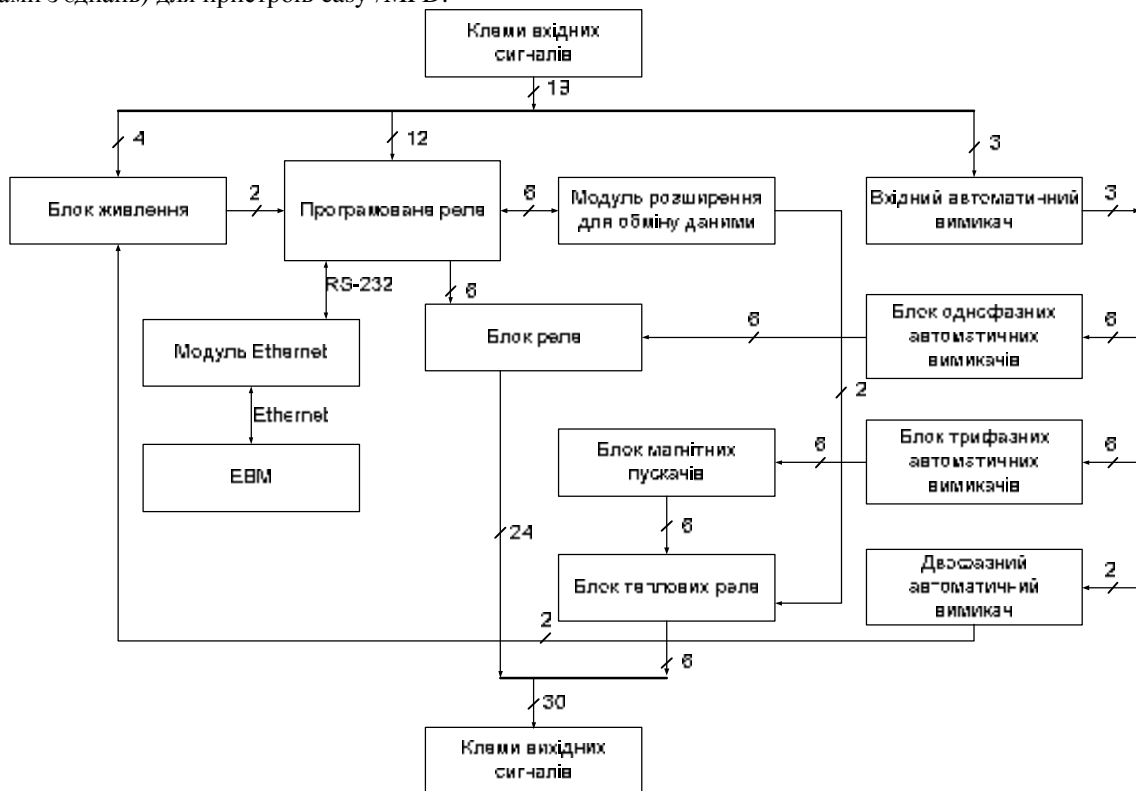 з'єднань) для пристроїв easy /MFD.
Клеми вхідних
сигналів
19
4
12
3
Блок живлення
2
Програмоване реле
6
Модуль розширення
для обміну даними
Вхідний автоматичний
вимикач
3
RS-232
6
Модуль Ethernet
Блок реле
6
Блок однофазних
автоматичних
вимикачів
6
2
Ethernet
ЕВМ
Блок магнітних
пускачів
6
Блок трифазних
автоматичних
вимикачів
6
24
6
Блок теплових реле
Двофазний
автоматичний
вимикач
2
2
6
30
Клеми вихідних
сигналів